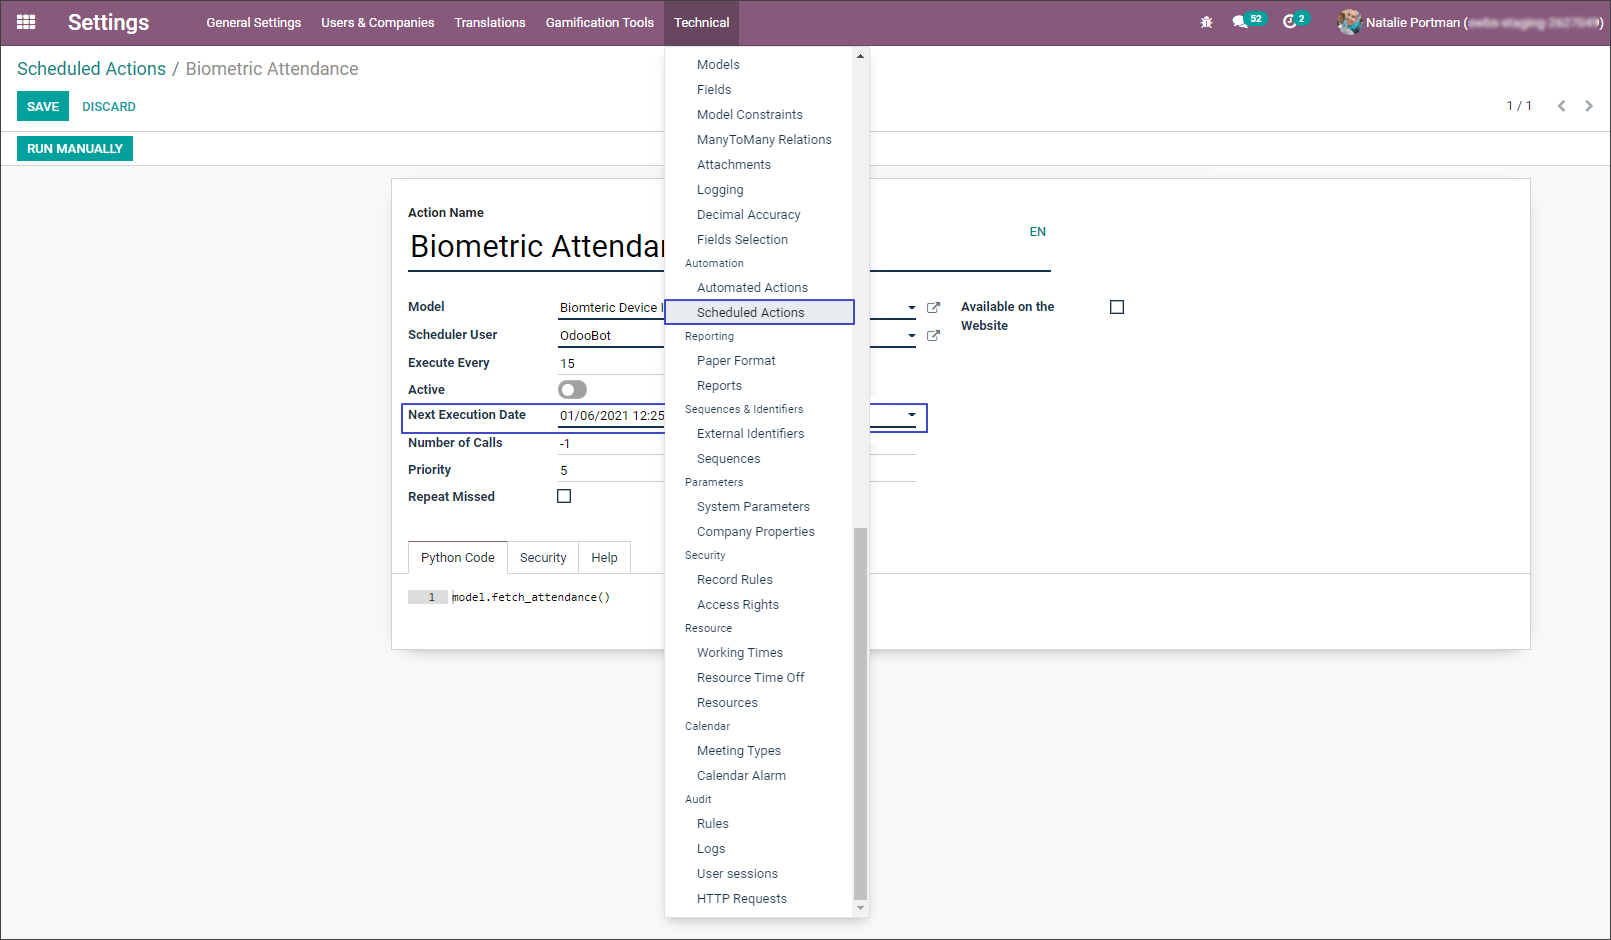 Settings General Settings Users & Companies Translations Gamification Tools Technical 52 2 Natalie Portman (
Scheduled Actions / Biometric Attendance
SAVE DISCARD 1 / 1
RUN MANUALLY
Action Name
Biometric Attendar
EN
Model Biomteric Device
Available on the Website
Scheduler User OdooBot
Execute Every 15
Active
Next Execution Date 01/06/2021 12:25
Number of Calls -1
Priority 5
Repeat Missed
Python Code Security Help
1 model.fetch_attendance()
Models
Fields
Model Constraints
ManyToMany Relations
Attachments
Logging
Decimal Accuracy
Fields Selection
Automation
Automated Actions
Scheduled Actions
Reporting
Paper Format
Reports
Sequences & Identifiers
External Identifiers
Sequences
Parameters
System Parameters
Company Properties
Security
Record Rules
Access Rights
Resource
Working Times
Resource Time Off
Resources
Calendar
Meeting Types
Calendar Alarm
Audit
Rules
Logs
User sessions
HTTP Requests